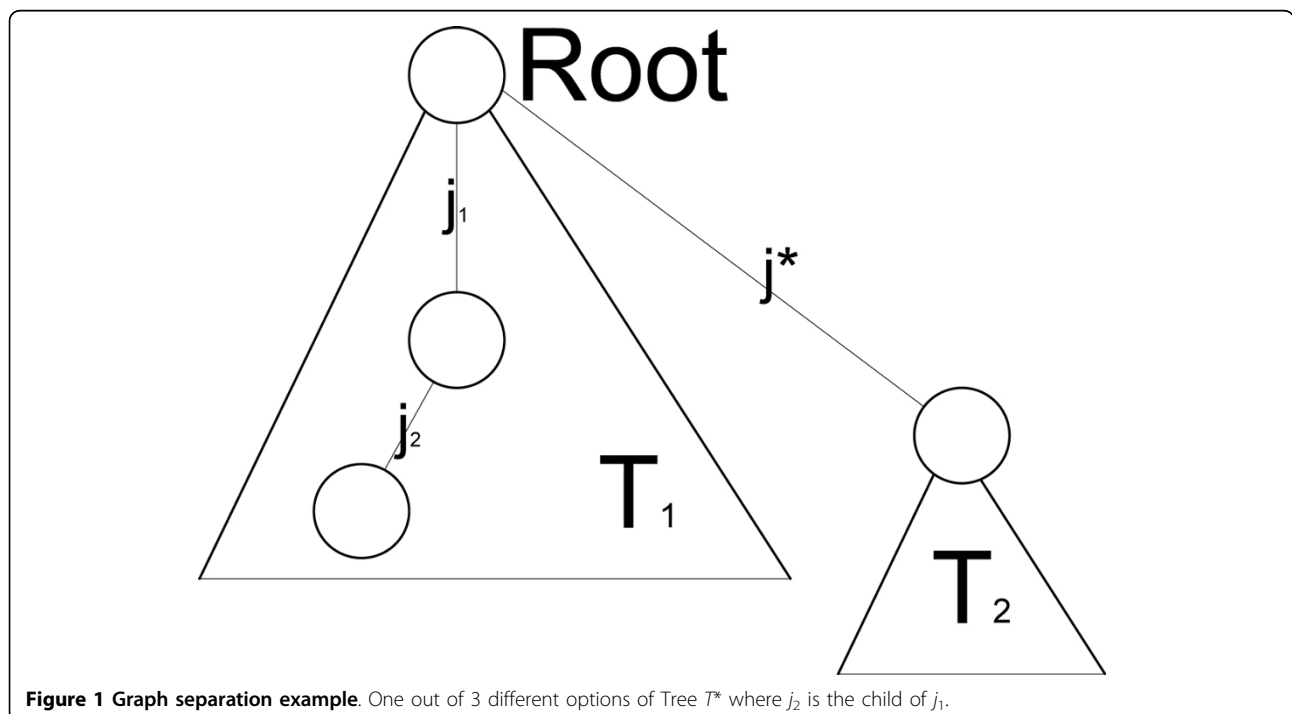 Root
j₁
j*
j₂
T₁
T₂
Figure 1 Graph separation example. One out of 3 different options of Tree T* where j₂ is the child of j₁.